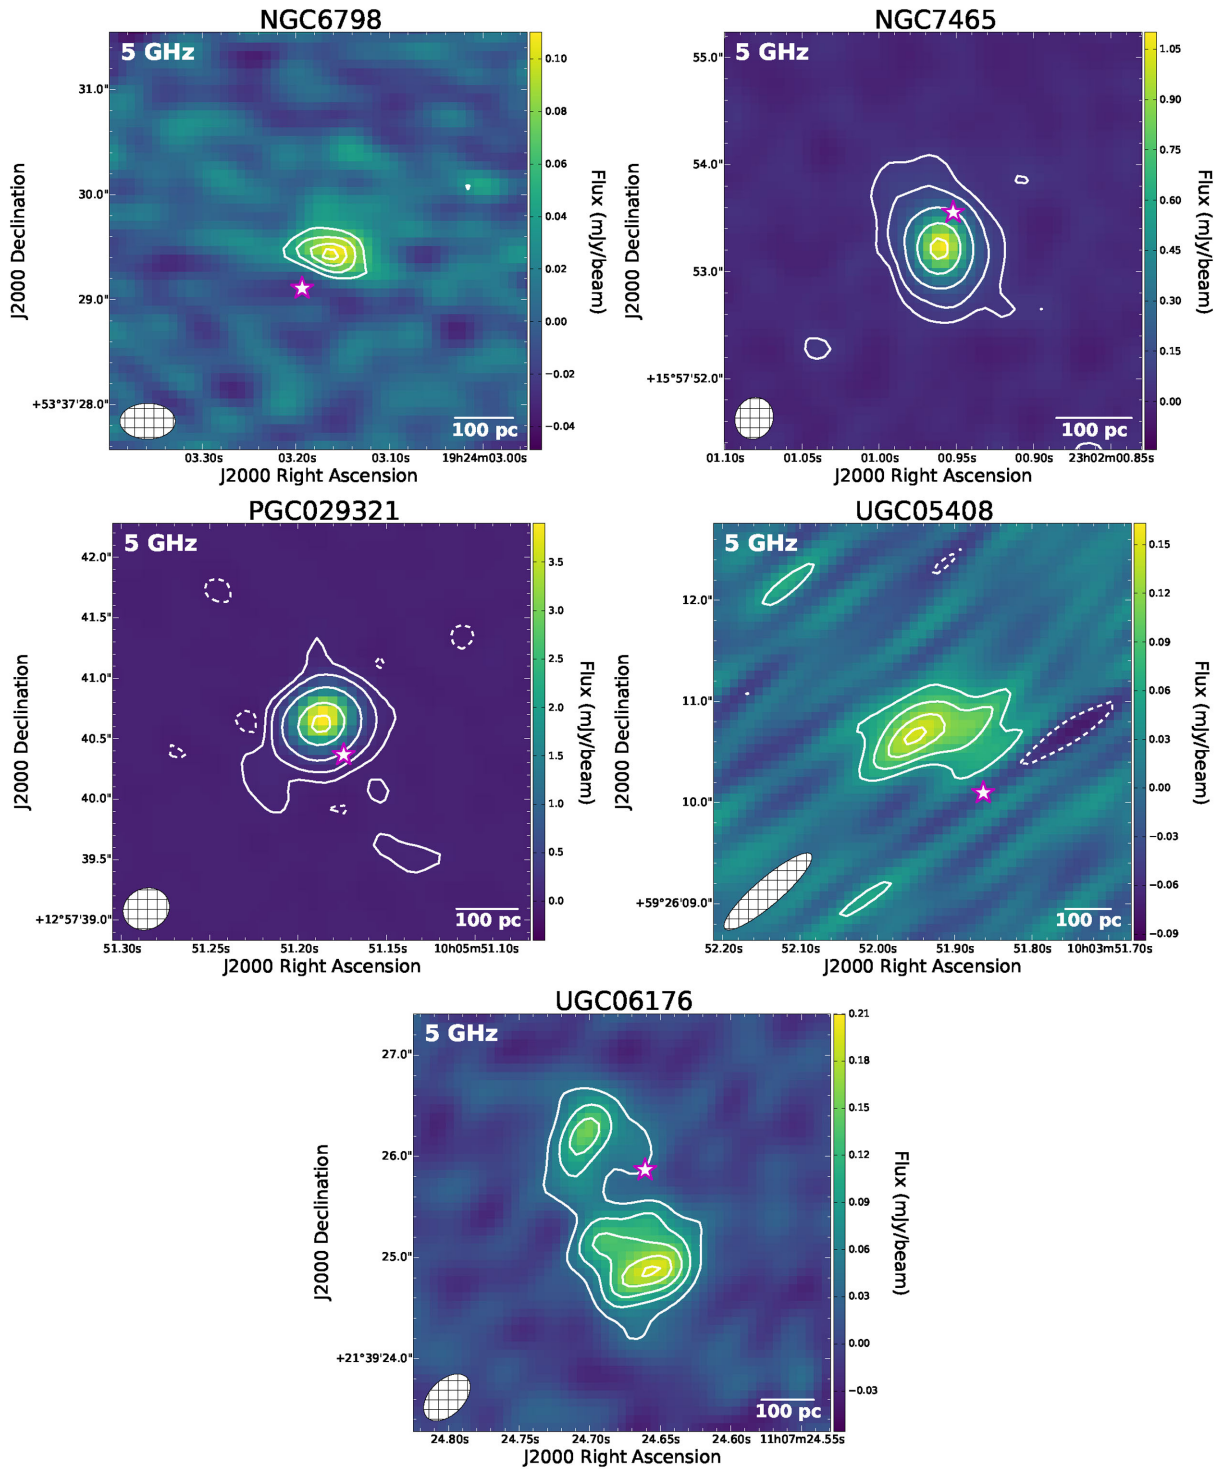 NGC6798
5 GHz
31.0"
30.0"
29.0"
+53°37'28.0"
J2000 Declination
03.30s 03.20s 03.10s 19h24m03.00s
J2000 Right Ascension
100 pc
0.10
0.08
0.06
0.04
0.02
0.00
−0.02
−0.04
Flux (mJy/beam)
NGC7465
5 GHz
55.0"
54.0"
53.0"
+15°57'52.0"
J2000 Declination
01.10s 01.05s 01.00s 00.95s 00.90s 23h02m00.85s
J2000 Right Ascension
100 pc
1.05
0.90
0.75
0.60
0.45
0.30
0.15
0.00
Flux (mJy/beam)
PGC029321
5 GHz
42.0"
41.5"
41.0"
40.5"
40.0"
39.5"
+12°57'39.0"
J2000 Declination
51.30s 51.25s 51.20s 51.15s 10h05m51.10s
J2000 Right Ascension
100 pc
3.5
3.0
2.5
2.0
1.5
1.0
0.5
0.0
Flux (mJy/beam)
UGC05408
5 GHz
12.0"
11.0"
10.0"
+59°26'09.0"
J2000 Declination
52.20s 52.10s 52.00s 51.90s 51.80s 10h03m51.70s
J2000 Right Ascension
100 pc
0.15
0.12
0.09
0.06
0.03
0.00
−0.03
−0.06
−0.09
Flux (mJy/beam)
UGC06176
5 GHz
27.0"
26.0"
25.0"
+21°39'24.0"
J2000 Declination
24.80s 24.75s 24.70s 24.65s 24.60s 11h07m24.55s
J2000 Right Ascension
100 pc
0.21
0.18
0.15
0.12
0.09
0.06
0.03
0.00
−0.03
Flux (mJy/beam)